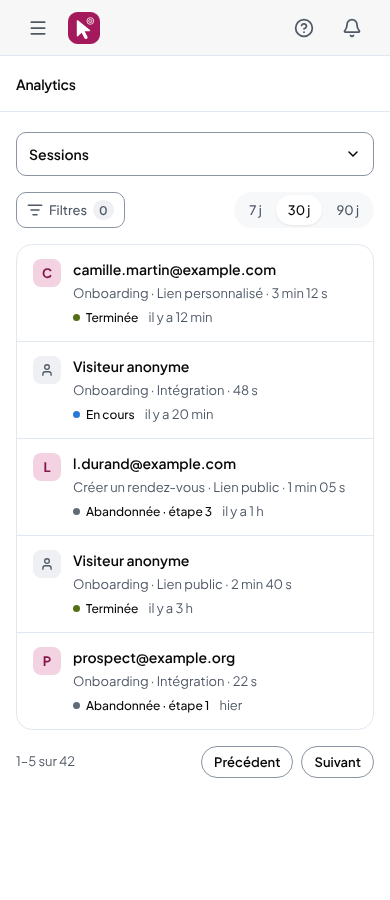 Analytics
Sessions
Filtres 0
7 j 30 j 90 j
C camille.martin@example.com
Onboarding · Lien personnalisé · 3 min 12 s
Terminée il y a 12 min
Visiteur anonyme
Onboarding · Intégration · 48 s
En cours il y a 20 min
L l.durand@example.com
Créer un rendez-vous · Lien public · 1 min 05 s
Abandonnée · étape 3 il y a 1 h
Visiteur anonyme
Onboarding · Lien public · 2 min 40 s
Terminée il y a 3 h
P prospect@example.org
Onboarding · Intégration · 22 s
Abandonnée · étape 1 hier
1–5 sur 42 Précédent Suivant